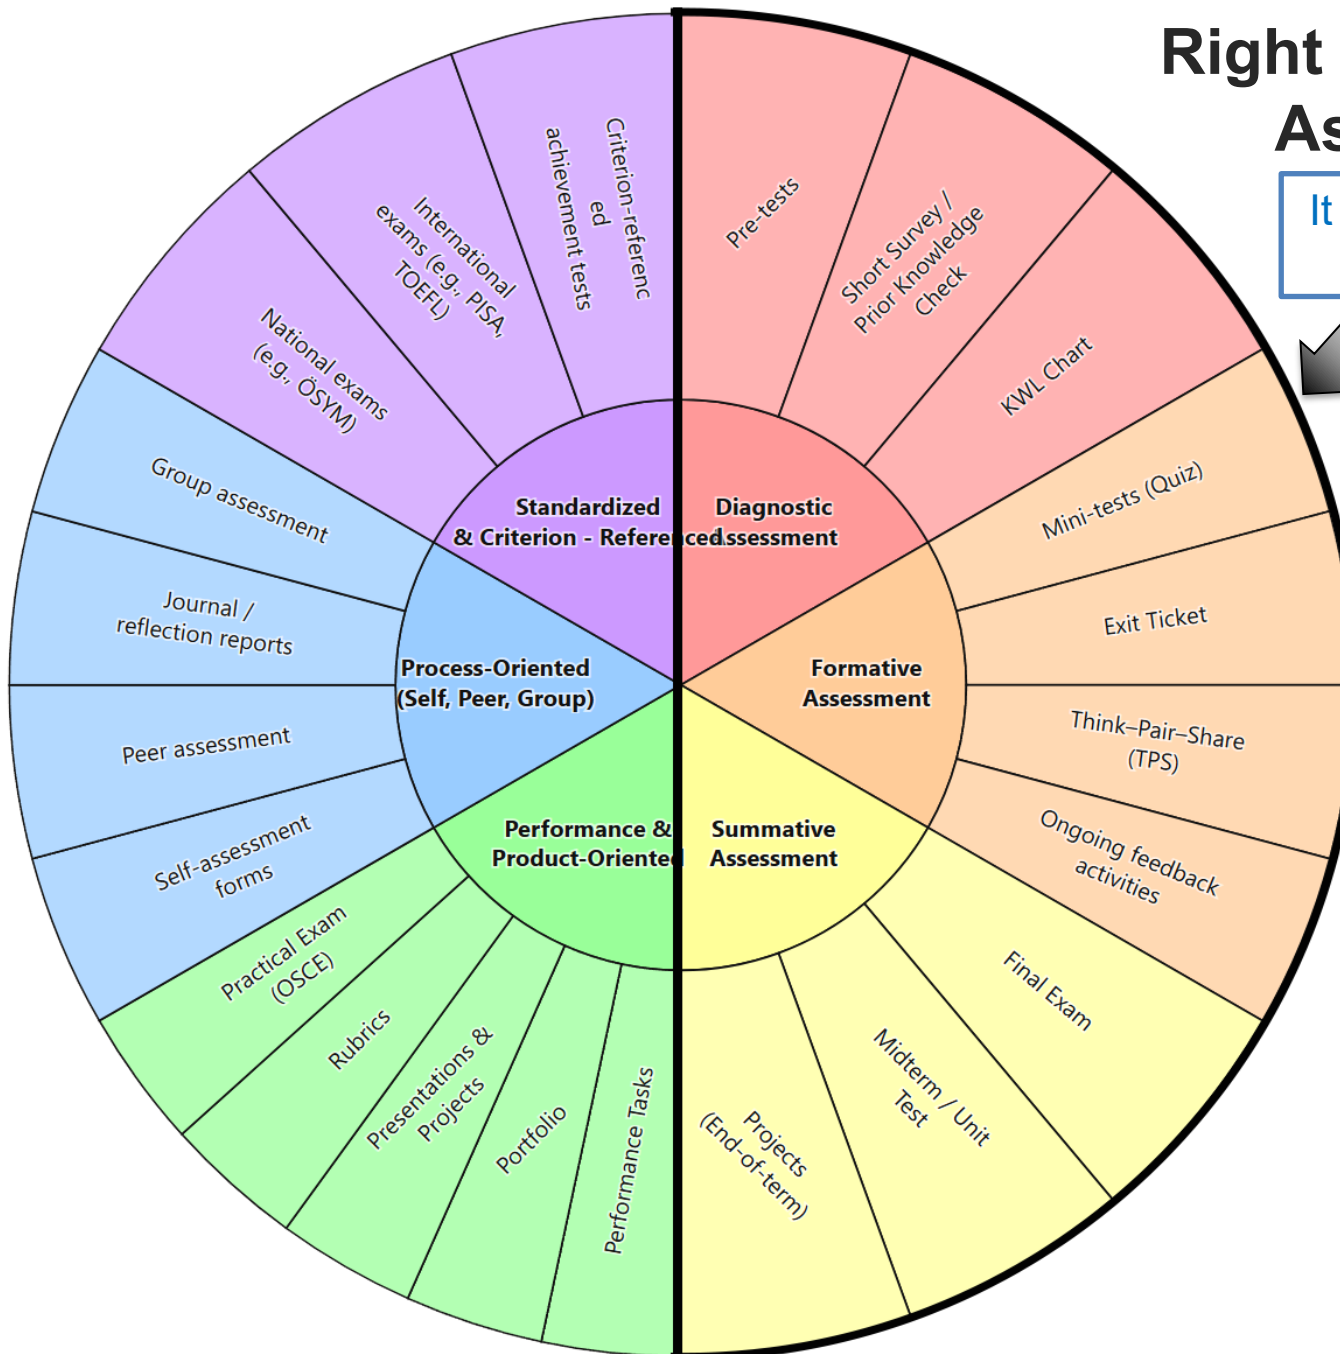 Right
As
It
Pre-tests
Short Survey /
Prior Knowledge
Check
KWL Chart
Mini-tests (Quiz)
Exit Ticket
Think–Pair–Share
(TPS)
Ongoing feedback
activities
Final Exam
Midterm / Unit
Test
Projects
(End-of-term)
Performance Tasks
Portfolio
Presentations &
Projects
Rubrics
Practical Exam
(OSCE)
Self-assessment
forms
Peer assessment
Journal /
reflection reports
Group assessment
National exams
(e.g., ÖSYM)
International
exams (e.g., PISA,
TOEFL)
Criterion-referenc
ed
achievement tests
Standardized
& Criterion - Referenced
Diagnostic
Assessment
Process-Oriented
(Self, Peer, Group)
Formative
Assessment
Performance &
Product-Oriented
Summative
Assessment